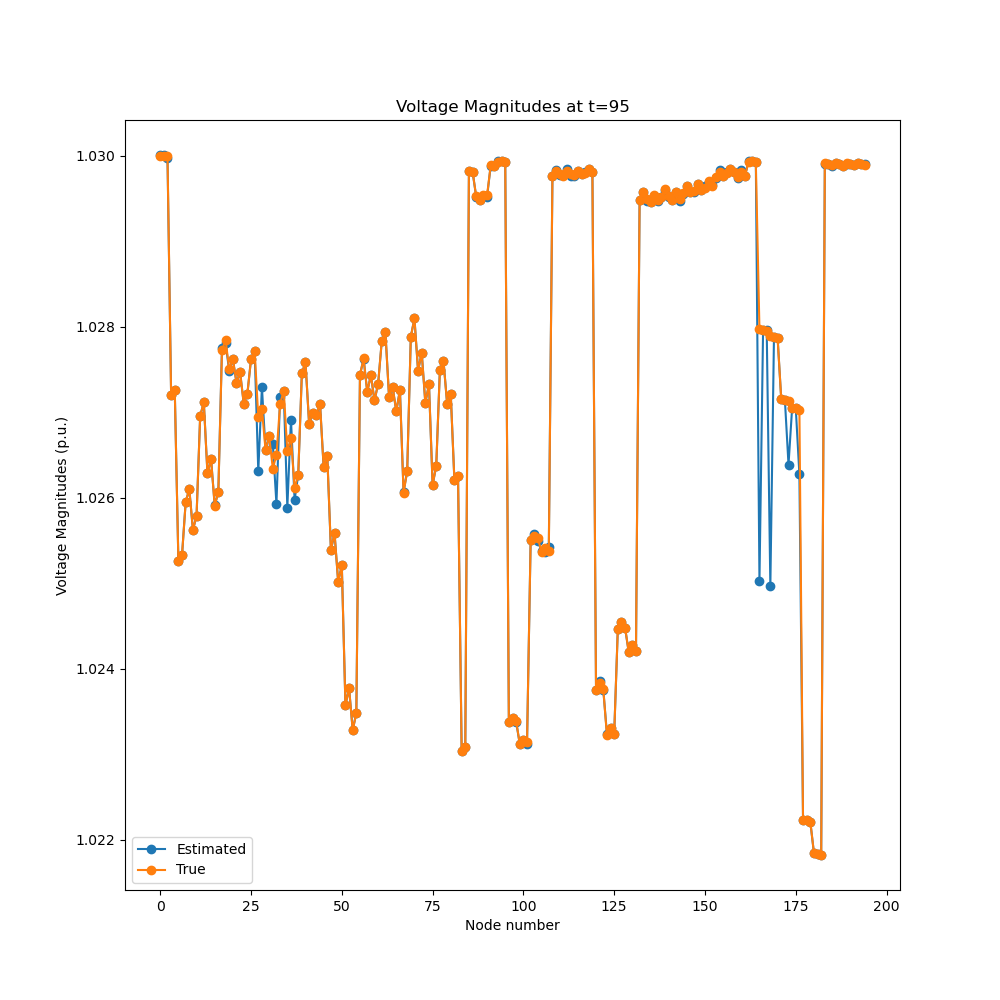 Voltage Magnitudes at t=95
Voltage Magnitudes (p.u.)
1.030
1.028
1.026
1.024
1.022
Estimated
True
0 25 50 75 100 125 150 175 200
Node number